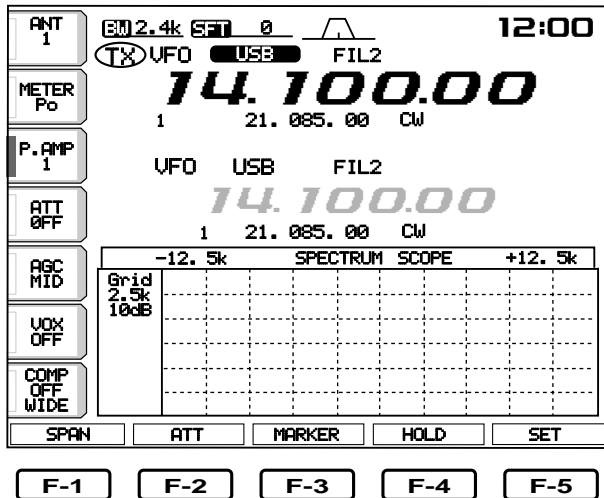 ANT
1
BW 2.4k SFT 0
12:00
TX VFO USB FIL2
METER
Po
14.100.00
1 21.085.00 CW
P.AMP
1
VFO USB FIL2
ATT
0FF
14.100.00
1 21.085.00 CW
AGC
MID
-12.5k SPECTRUM SCOPE +12.5k
Grid
2.5k
10dB
VOX
OFF
COMP
OFF
WIDE
SPAN ATT MARKER HOLD SET
F-1 F-2 F-3 F-4 F-5